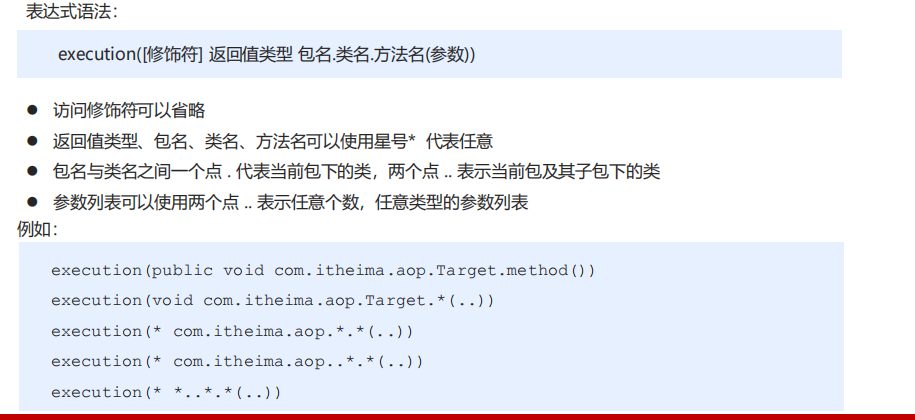 表达式语法：
execution([修饰符] 返回值类型 包名.类名.方法名(参数))
● 访问修饰符可以省略
● 返回值类型、包名、类名、方法名可以使用星号* 代表任意
● 包名与类名之间一个点 . 代表当前包下的类，两个点 .. 表示当前包及其子包下的类
● 参数列表可以使用两个点 .. 表示任意个数，任意类型的参数列表
例如：
execution(public void com.itheima.aop.Target.method())
execution(void com.itheima.aop.Target.*(..))
execution(* com.itheima.aop.*.*(..))
execution(* com.itheima.aop..*.*(..))
execution(* *..*.*(..))